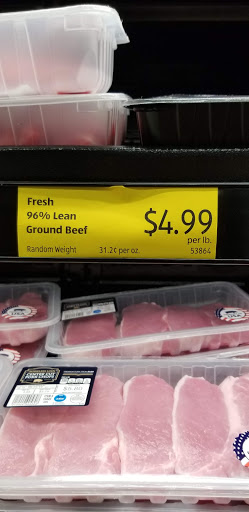 Fresh
96% Lean
Ground Beef
$4.99
per lb.
Random Weight 31.2¢ per oz. 53864